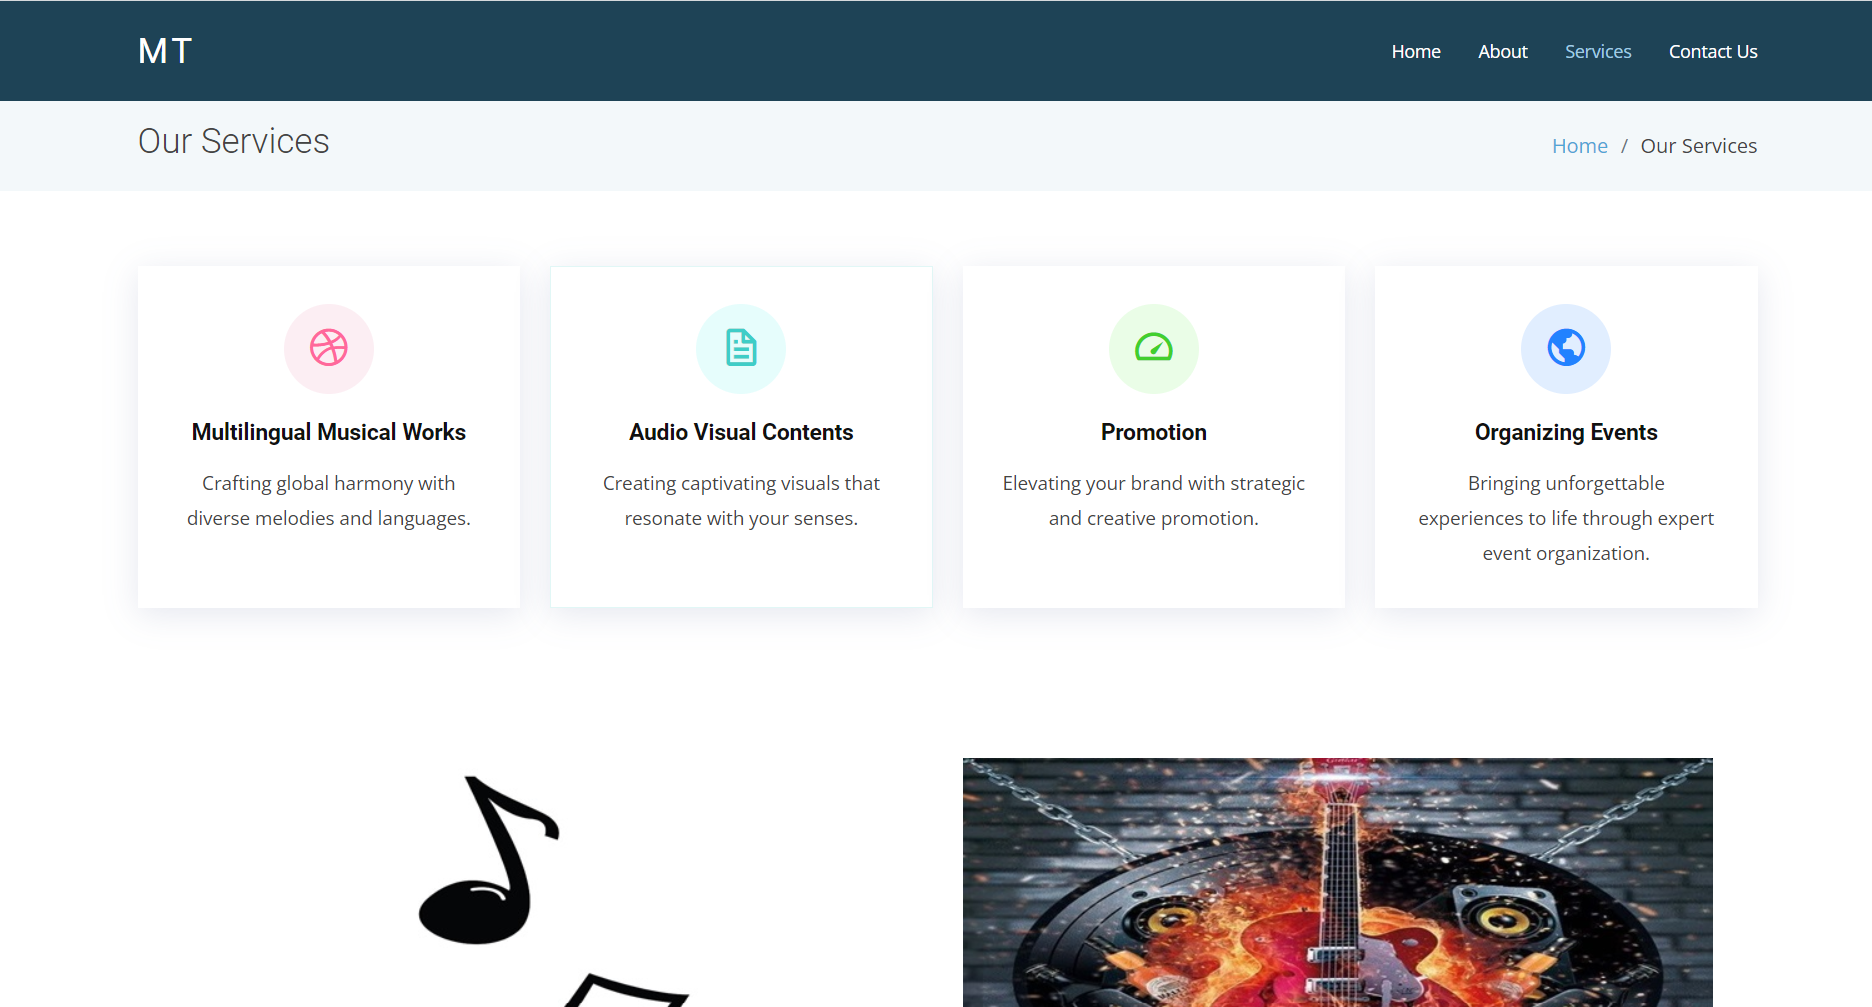 MT
Home About Services Contact Us
Our Services
Home / Our Services
Multilingual Musical Works
Crafting global harmony with
diverse melodies and languages.
Audio Visual Contents
Creating captivating visuals that
resonate with your senses.
Promotion
Elevating your brand with strategic
and creative promotion.
Organizing Events
Bringing unforgettable
experiences to life through expert
event organization.